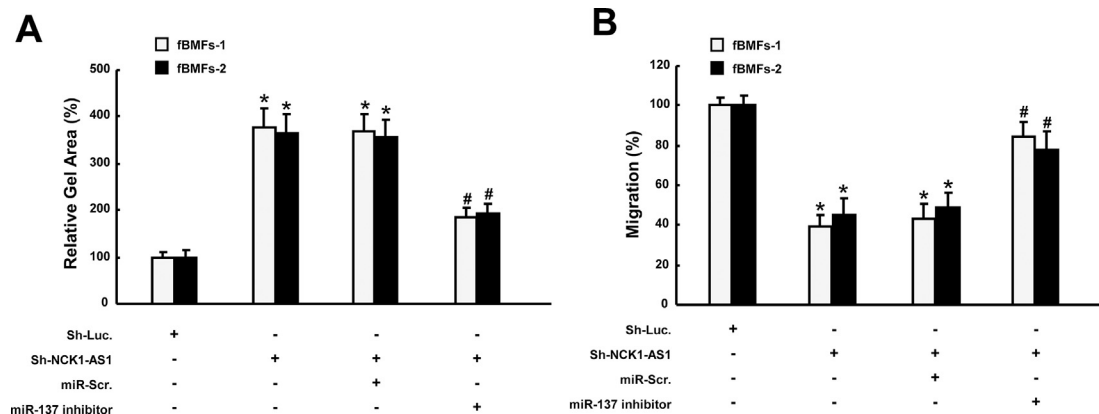 A
fBMFs-1
fBMFs-2
Relative Gel Area (%)
500
400
300
200
100
0
* * * * # #
Sh-Luc. + - - -
Sh-NCK1-AS1 - + + +
miR-Scr. - - + -
miR-137 inhibitor - - - +
B
fBMFs-1
fBMFs-2
Migration (%)
120
100
80
60
40
20
0
* * * * # #
Sh-Luc. + - - -
Sh-NCK1-AS1 - + + +
miR-Scr. - - + -
miR-137 inhibitor - - - +